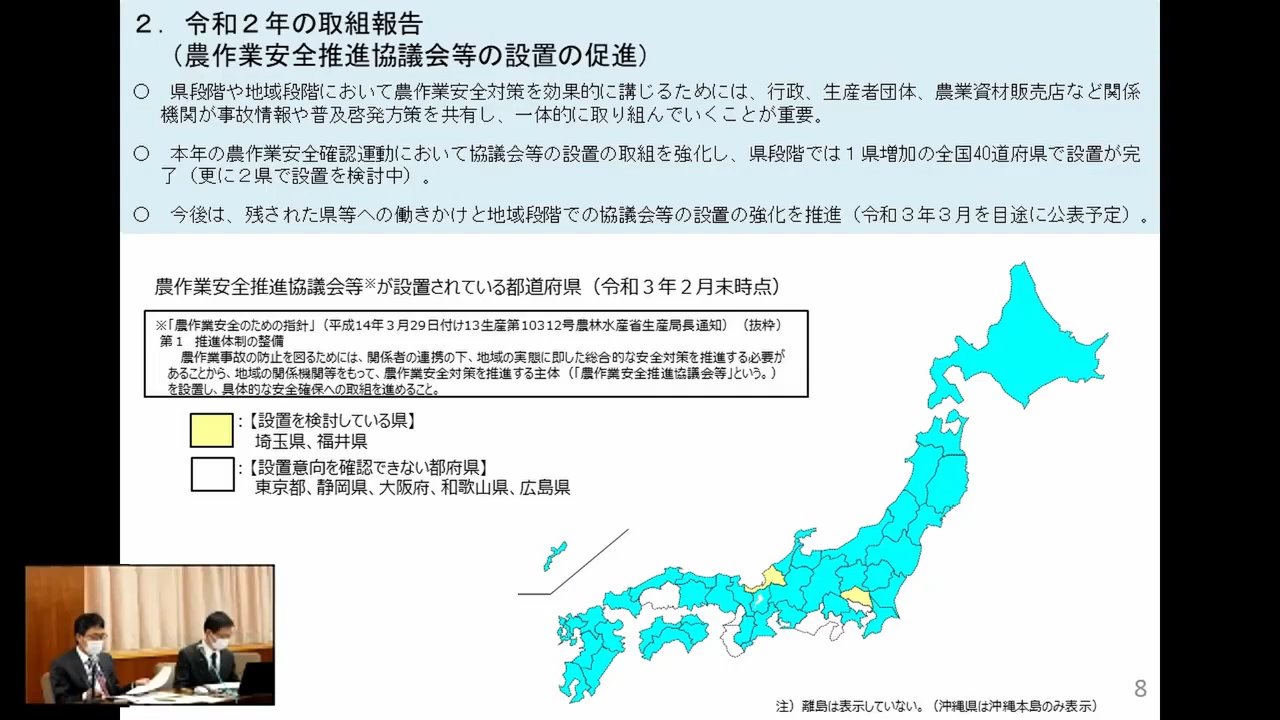 ２．令和２年の取組報告
（農作業安全推進協議会等の設置の促進）
○　県段階や地域段階において農作業安全対策を効果的に講じるためには、行政、生産者団体、農業資材販売店など関係
機関が事故情報や普及啓発方策を共有し、一体的に取り組んでいくことが重要。
○　本年の農作業安全確認運動において協議会等の設置の取組を強化し、県段階では１県増加の全国40道府県で設置が完
了（更に２県で設置を検討中）。
○　今後は、残された県等への働きかけと地域段階での協議会等の設置の強化を推進（令和３年３月を目途に公表予定）。
農作業安全推進協議会等※が設置されている都道府県（令和３年２月末時点）
※「農作業安全のための指針」（平成14年３月29日付け13生産第10312号農林水産省生産局長通知）（抜粋）
第１　推進体制の整備
農作業事故の防止を図るためには、関係者の連携の下、地域の実態に即した総合的な安全対策を推進する必要が
あることから、地域の関係機関等をもって、農作業安全対策を推進する主体（「農作業安全推進協議会等」という。）
を設置し、具体的な安全確保への取組を進めること。
：【設置を検討している県】
埼玉県、福井県
：【設置意向を確認できない都府県】
東京都、静岡県、大阪府、和歌山県、広島県
8
注）離島は表示していない。（沖縄県は沖縄本島のみ表示）